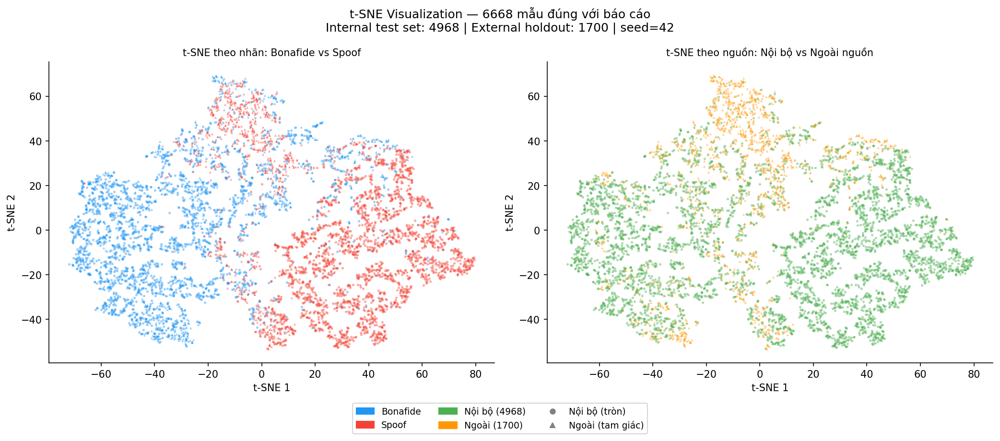 t-SNE Visualization — 6668 mẫu đúng với báo cáo
Internal test set: 4968 | External holdout: 1700 | seed=42
t-SNE theo nhãn: Bonafide vs Spoof
t-SNE 2
60
40
20
0
−20
−40
−60
−40
−20
0
20
40
60
80
t-SNE 1
t-SNE theo nguồn: Nội bộ vs Ngoài nguồn
t-SNE 2
60
40
20
0
−20
−40
−60
−40
−20
0
20
40
60
80
t-SNE 1
Bonafide
Spoof
Nội bộ (4968)
Ngoài (1700)
Nội bộ (tròn)
Ngoài (tam giác)